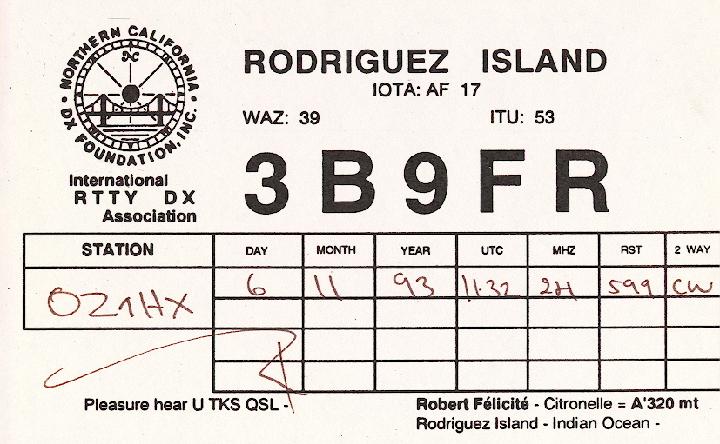 NORTHERN CALIFORNIA
DX FOUNDATION, INC.
International
RTTY DX
Association
RODRIGUEZ ISLAND
IOTA: AF 17
WAZ: 39 ITU: 53
3B9FR
STATION DAY MONTH YEAR UTC MHZ RST 2 WAY
OZ1HX 6 11 93 11.32 599 CW
Pleasure hear U TKS QSL -
Robert Félicité - Citronelle = A'320 mt
Rodriguez Island - Indian Ocean -